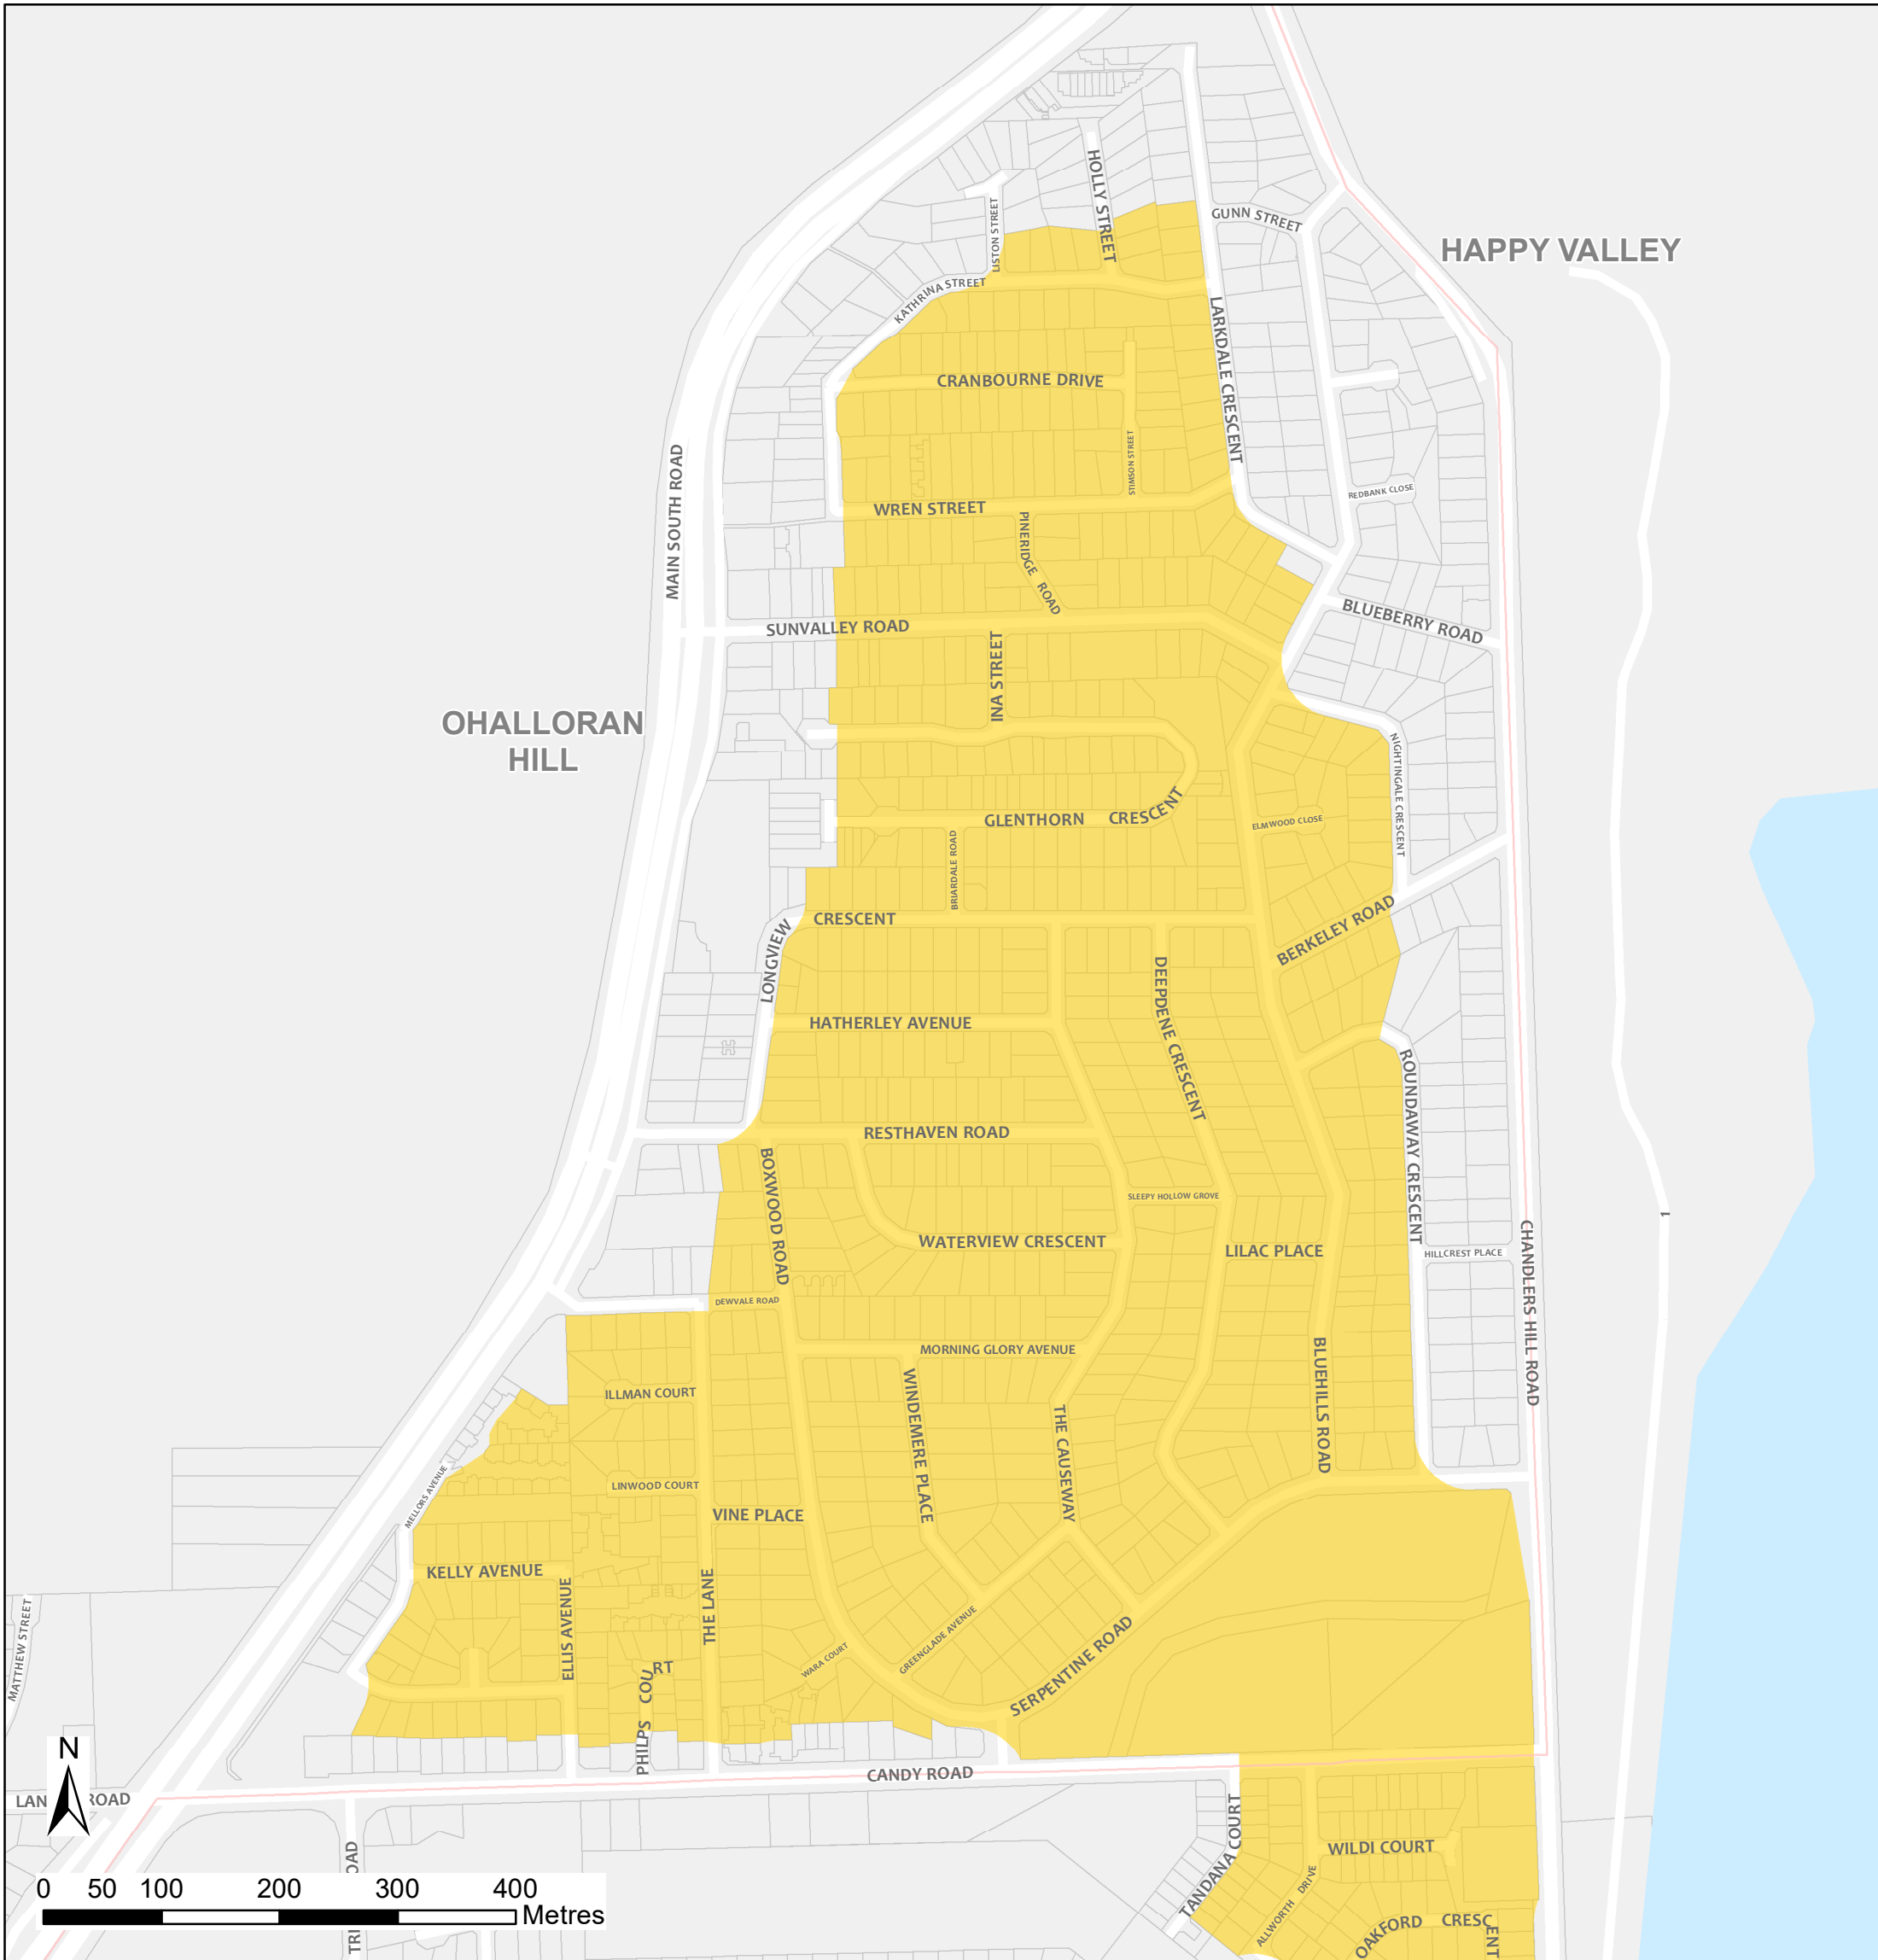 HOLLY STREET
GUNN STREET
LISTON STREET
HAPPY VALLEY
KATHRINA STREET
LARKDALE CRESCENT
CRANBOURNE DRIVE
STIMSON STREET
MAIN SOUTH ROAD
REDBANK CLOSE
WREN STREET
PINERIDGE ROAD
BLUEBERRY ROAD
SUNVALLEY ROAD
INA STREET
OHALLORAN
HILL
NIGHTINGALE CRESCENT
GLENTHORN CRESCENT
ELMWOOD CLOSE
BRIARDALE ROAD
LONGVIEW CRESCENT
BERKELEY ROAD
DEEPDENE CRESCENT
HATHERLEY AVENUE
ROUNDAWAY CRESCENT
RESTHAVEN ROAD
BOXWOOD ROAD
SLEEPY HOLLOW GROVE
WATERVIEW CRESCENT
LILAC PLACE
HILLCREST PLACE
CHANDLERS HILL ROAD
DEWVALE ROAD
MORNING GLORY AVENUE
BLUEHILLS ROAD
WINDEMERE PLACE
ILLMAN COURT
THE CAUSEWAY
MELLORS AVENUE
LINWOOD COURT
VINE PLACE
KELLY AVENUE
ELLIS AVENUE
THE LANE
MATTHEW STREET
GREENGLADE AVENUE
WARA COURT
SERPENTINE ROAD
PHILPS COURT
N
CANDY ROAD
LAN ROAD
TANDANA COURT
WILDI COURT
ALLWORTH DRIVE
OAKFORD CRESCENT
TRI OAD
0 50 100 200 300 400
Metres